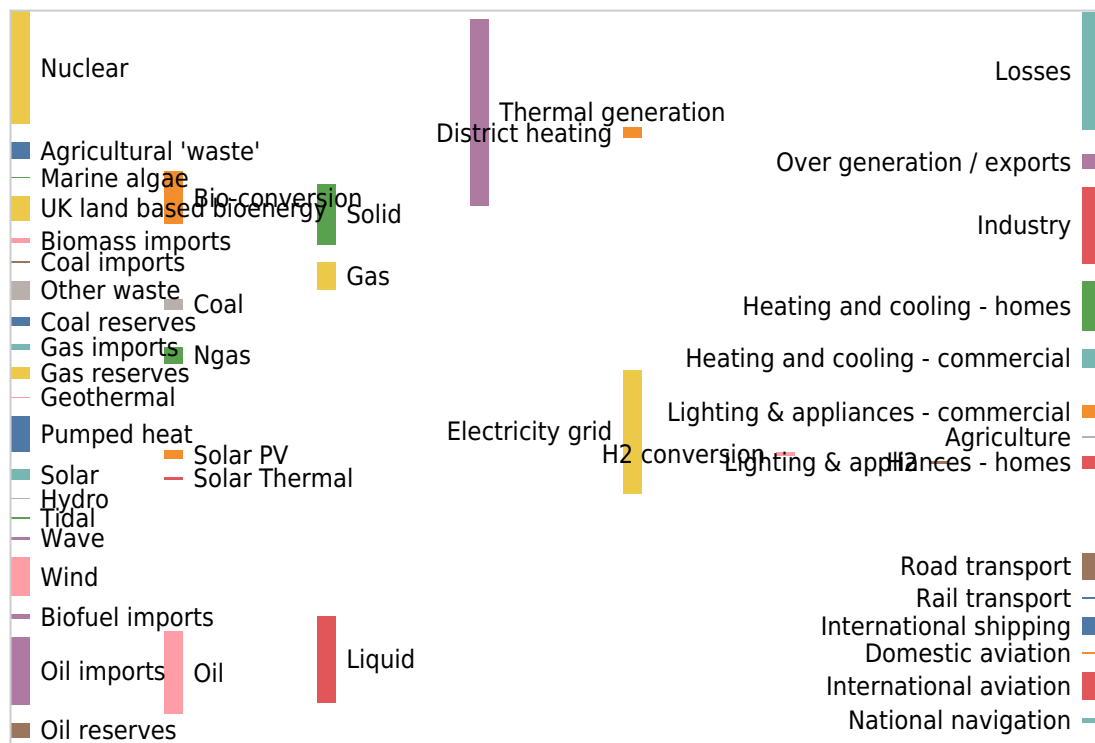 Nuclear
Agricultural 'waste'
Marine algae
UK land based bioenergy
Biomass imports
Coal imports
Other waste
Coal reserves
Gas imports
Gas reserves
Geothermal
Pumped heat
Solar
Hydro
Tidal
Wave
Wind
Biofuel imports
Oil imports
Oil reserves
Bio-conversion
Coal
Ngas
Solar PV
Solar Thermal
Oil
Solid
Gas
Liquid
Thermal generation
District heating
Electricity grid
H2 conversion
H2
Losses
Over generation / exports
Industry
Heating and cooling - homes
Heating and cooling - commercial
Lighting & appliances - commercial
Agriculture
Lighting & appliances - homes
Road transport
Rail transport
International shipping
Domestic aviation
International aviation
National navigation